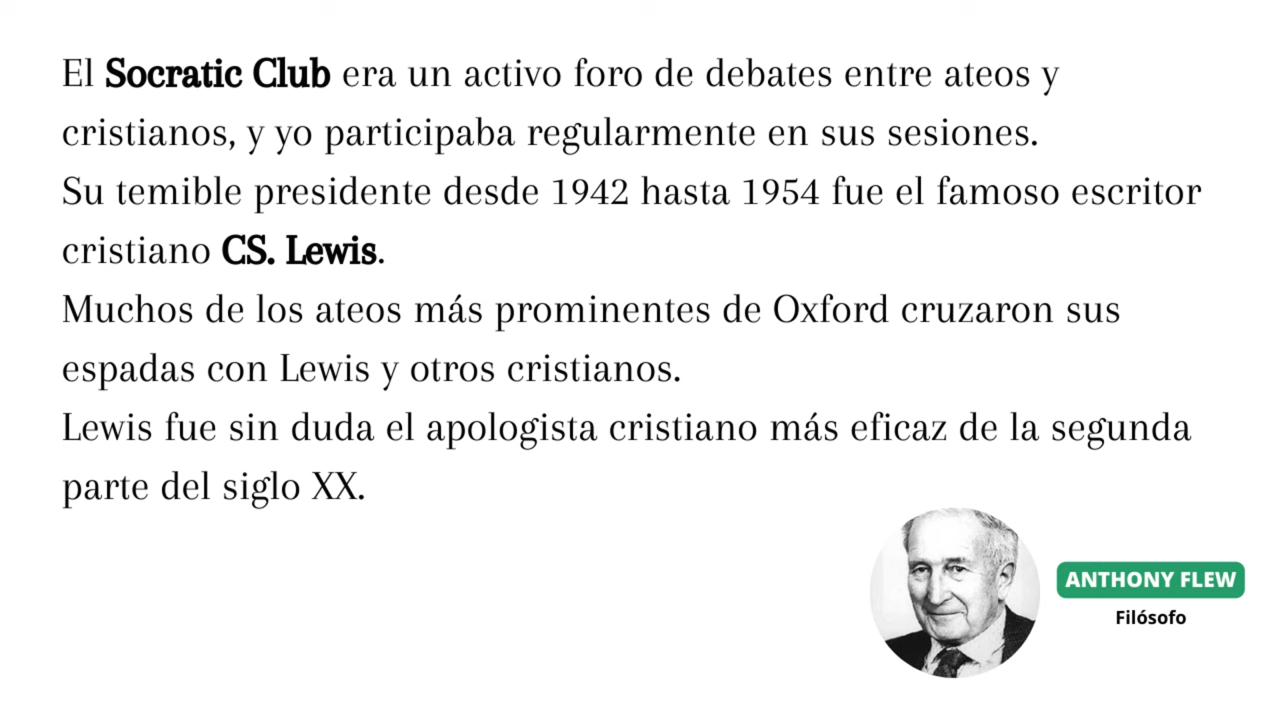 El Socratic Club era un activo foro de debates entre ateos y
cristianos, y yo participaba regularmente en sus sesiones.
Su temible presidente desde 1942 hasta 1954 fue el famoso escritor
cristiano CS. Lewis.
Muchos de los ateos más prominentes de Oxford cruzaron sus
espadas con Lewis y otros cristianos.
Lewis fue sin duda el apologista cristiano más eficaz de la segunda
parte del siglo XX.
ANTHONY FLEW
Filósofo